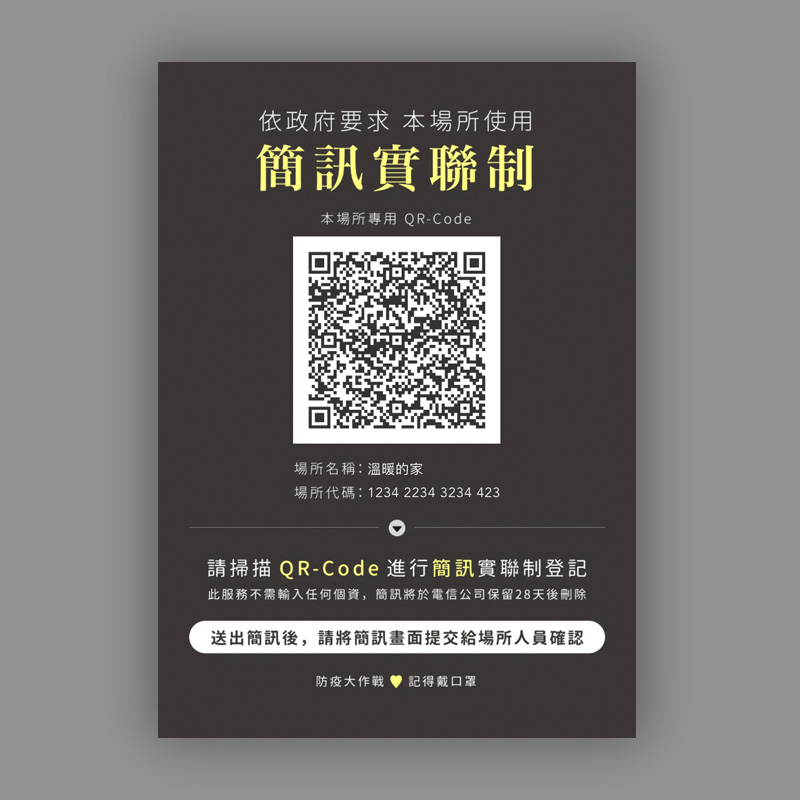 依政府要求 本場所使用
簡訊實聯制
本場所專用 QR-Code
場所名稱：溫暖的家
場所代碼：1234 2234 3234 423
請掃描 QR-Code 進行簡訊實聯制登記
此服務不需輸入任何個資，簡訊將於電信公司保留28天後刪除
送出簡訊後，請將簡訊畫面提交給場所人員確認
防疫大作戰 💛 記得戴口罩